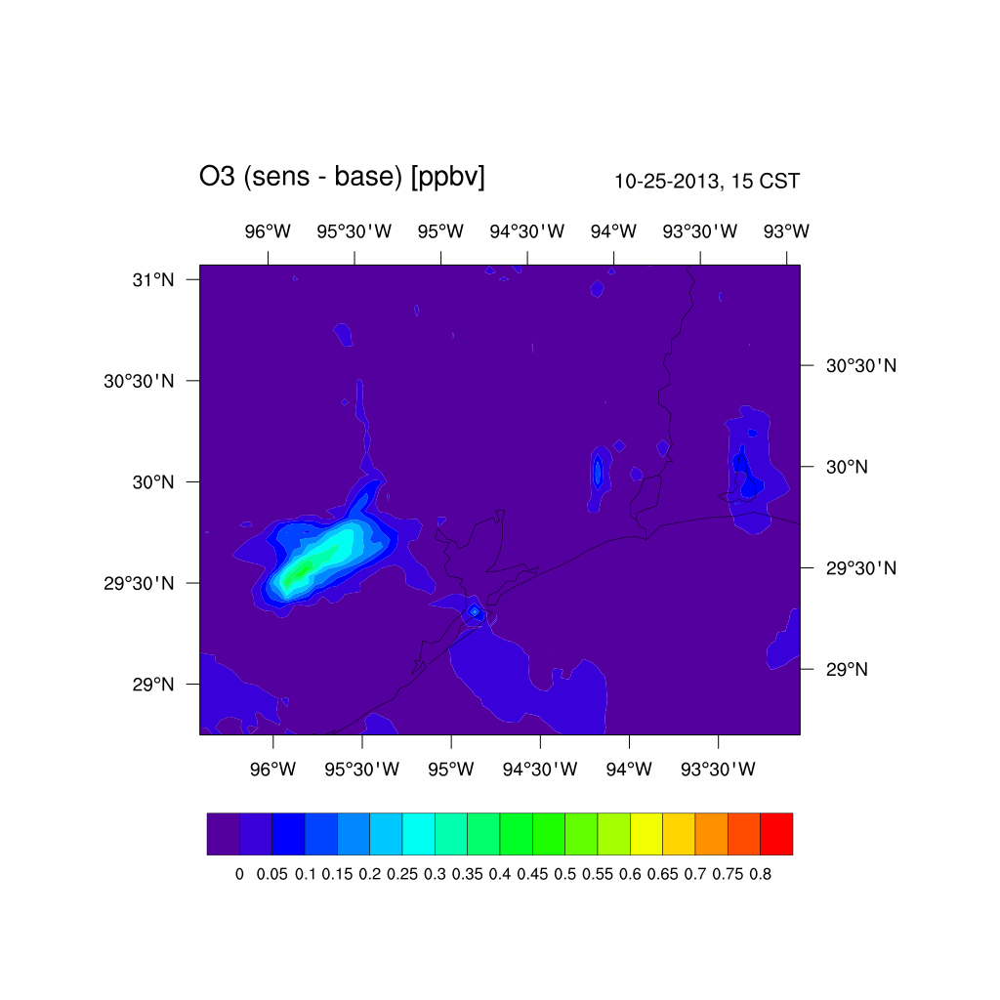 O3 (sens - base) [ppbv] 10-25-2013, 15 CST
96°W 95°30'W 95°W 94°30'W 94°W 93°30'W 93°W
31°N
30°30'N 30°30'N
30°N 30°N
29°30'N 29°30'N
29°N 29°N
96°W 95°30'W 95°W 94°30'W 94°W 93°30'W
0 0.05 0.1 0.15 0.2 0.25 0.3 0.35 0.4 0.45 0.5 0.55 0.6 0.65 0.7 0.75 0.8